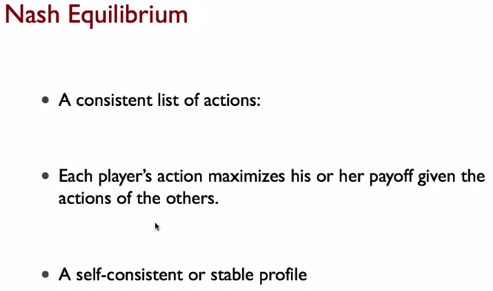 Nash Equilibrium
• A consistent list of actions:
• Each player's action maximizes his or her payoff given the
actions of the others.
• A self-consistent or stable profile